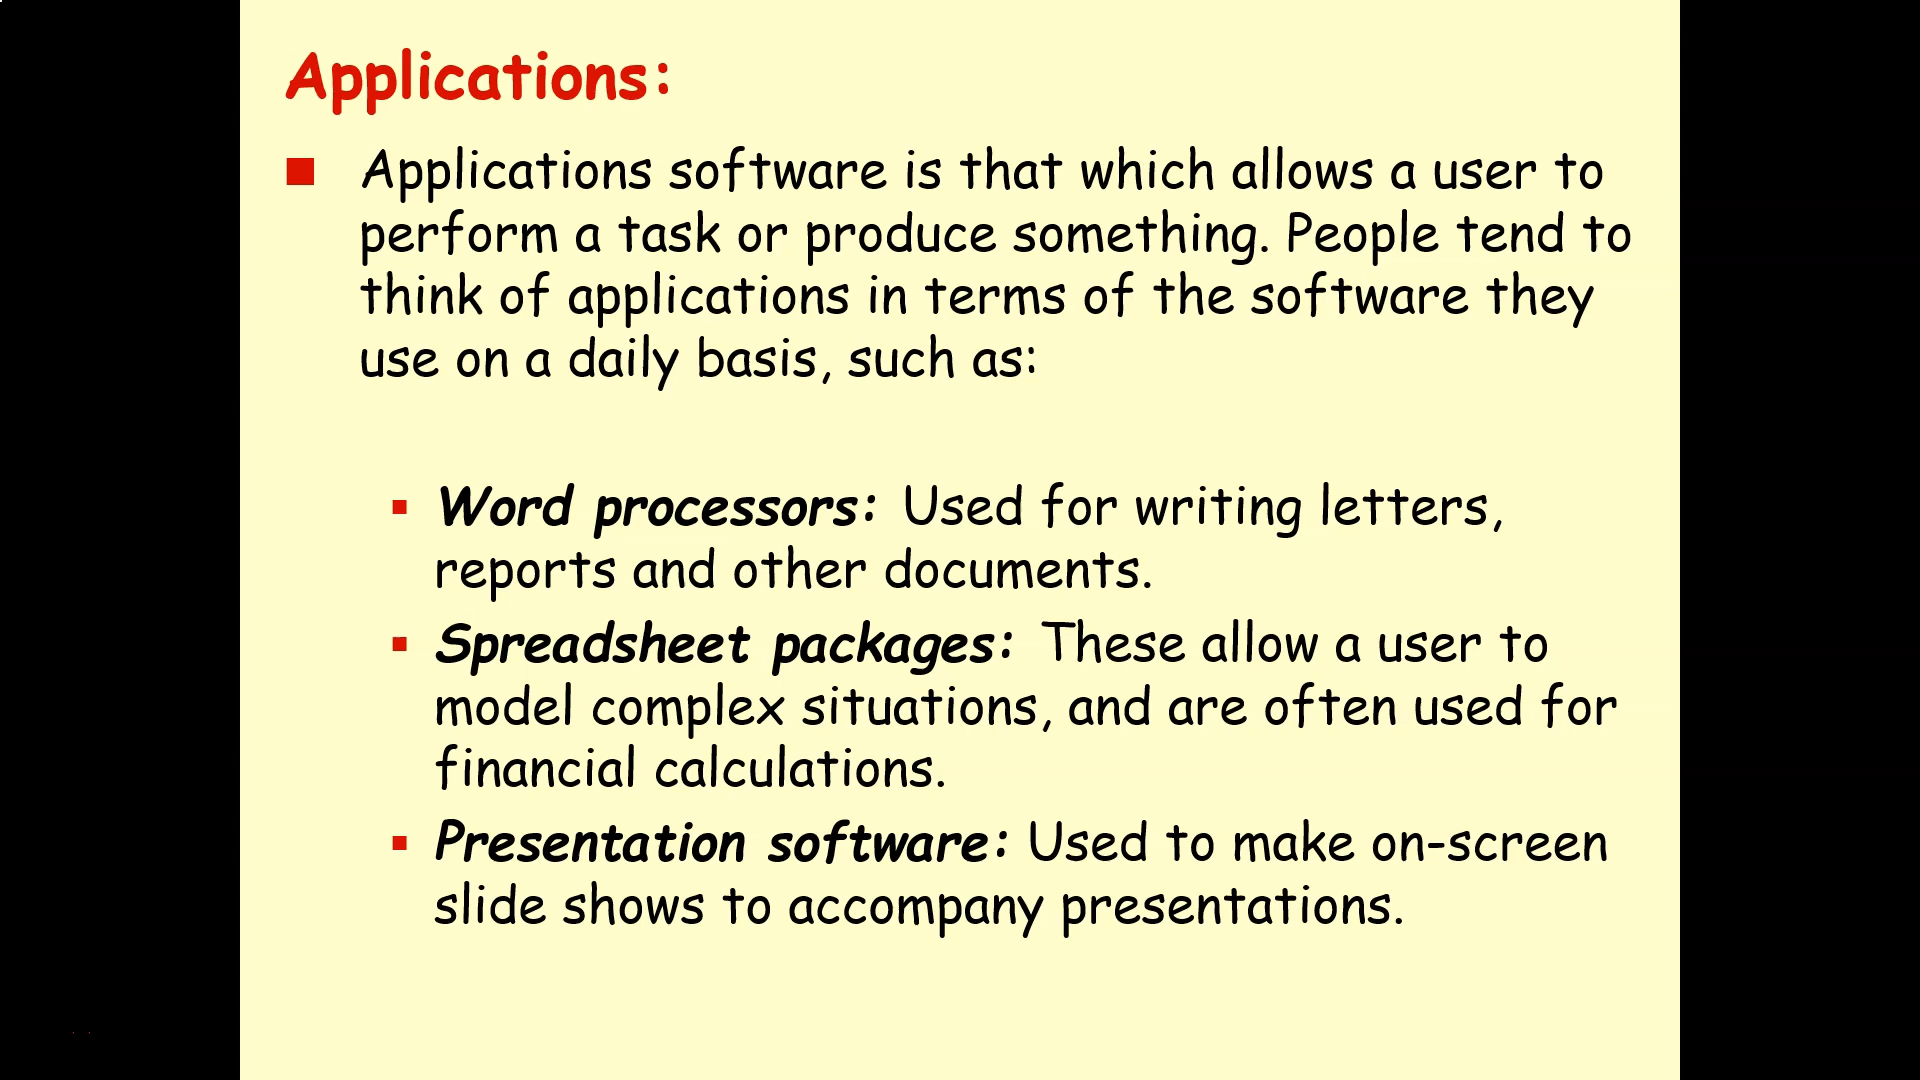 Applications:
Applications software is that which allows a user to
perform a task or produce something. People tend to
think of applications in terms of the software they
use on a daily basis, such as:
Word processors: Used for writing letters,
reports and other documents.
Spreadsheet packages: These allow a user to
model complex situations, and are often used for
financial calculations.
Presentation software: Used to make on-screen
slide shows to accompany presentations.